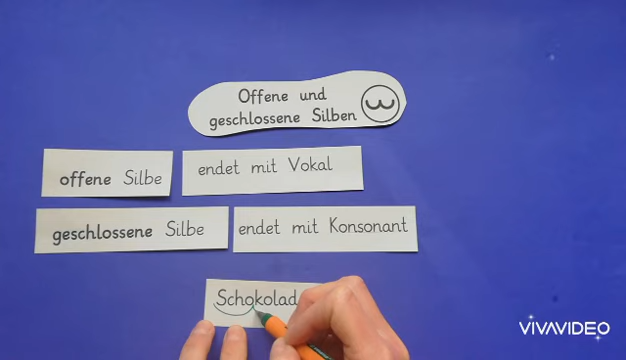 Offene und
geschlossene Silben
offene Silbe
endet mit Vokal
geschlossene Silbe
endet mit Konsonant
Schokolad
VIVAVIDEO